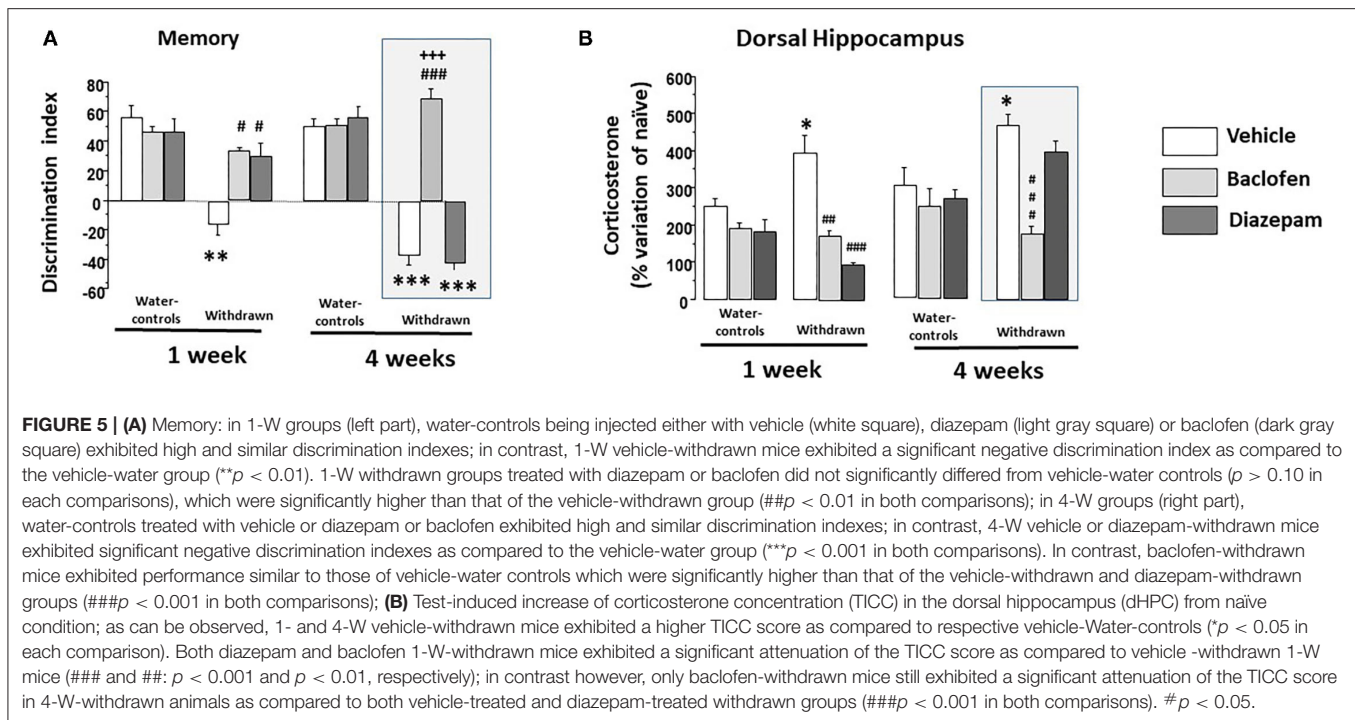 A Memory
Discrimination index
80
60
40
20
0
-20
-40
-60
**
# #
+++
###
*** ***
Water-controls
Withdrawn
Water-controls
Withdrawn
1 week
4 weeks
B Dorsal Hippocampus
Corticosterone
(% variation of naïve)
600
500
400
300
200
100
0
*
##
###
*
#
#
#
Water-controls
Withdrawn
Water-controls
Withdrawn
1 week
4 weeks
Vehicle
Baclofen
Diazepam
FIGURE 5 | (A) Memory: in 1-W groups (left part), water-controls being injected either with vehicle (white square), diazepam (light gray square) or baclofen (dark gray
square) exhibited high and similar discrimination indexes; in contrast, 1-W vehicle-withdrawn mice exhibited a significant negative discrimination index as compared to
the vehicle-water group (**p < 0.01). 1-W withdrawn groups treated with diazepam or baclofen did not significantly differed from vehicle-water controls (p > 0.10 in
each comparisons), which were significantly higher than that of the vehicle-withdrawn group (##p < 0.01 in both comparisons); in 4-W groups (right part),
water-controls treated with vehicle or diazepam or baclofen exhibited high and similar discrimination indexes; in contrast, 4-W vehicle or diazepam-withdrawn mice
exhibited significant negative discrimination indexes as compared to the vehicle-water group (***p < 0.001 in both comparisons). In contrast, baclofen-withdrawn
mice exhibited performance similar to those of vehicle-water controls which were significantly higher than that of the vehicle-withdrawn and diazepam-withdrawn
groups (###p < 0.001 in both comparisons); (B) Test-induced increase of corticosterone concentration (TICC) in the dorsal hippocampus (dHPC) from naïve
condition; as can be observed, 1- and 4-W vehicle-withdrawn mice exhibited a higher TICC score as compared to respective vehicle-Water-controls (*p < 0.05 in
each comparison). Both diazepam and baclofen 1-W-withdrawn mice exhibited a significant attenuation of the TICC score as compared to vehicle -withdrawn 1-W
mice (### and ##: p < 0.001 and p < 0.01, respectively); in contrast however, only baclofen-withdrawn mice still exhibited a significant attenuation of the TICC score
in 4-W-withdrawn animals as compared to both vehicle-treated and diazepam-treated withdrawn groups (###p < 0.001 in both comparisons). #p < 0.05.